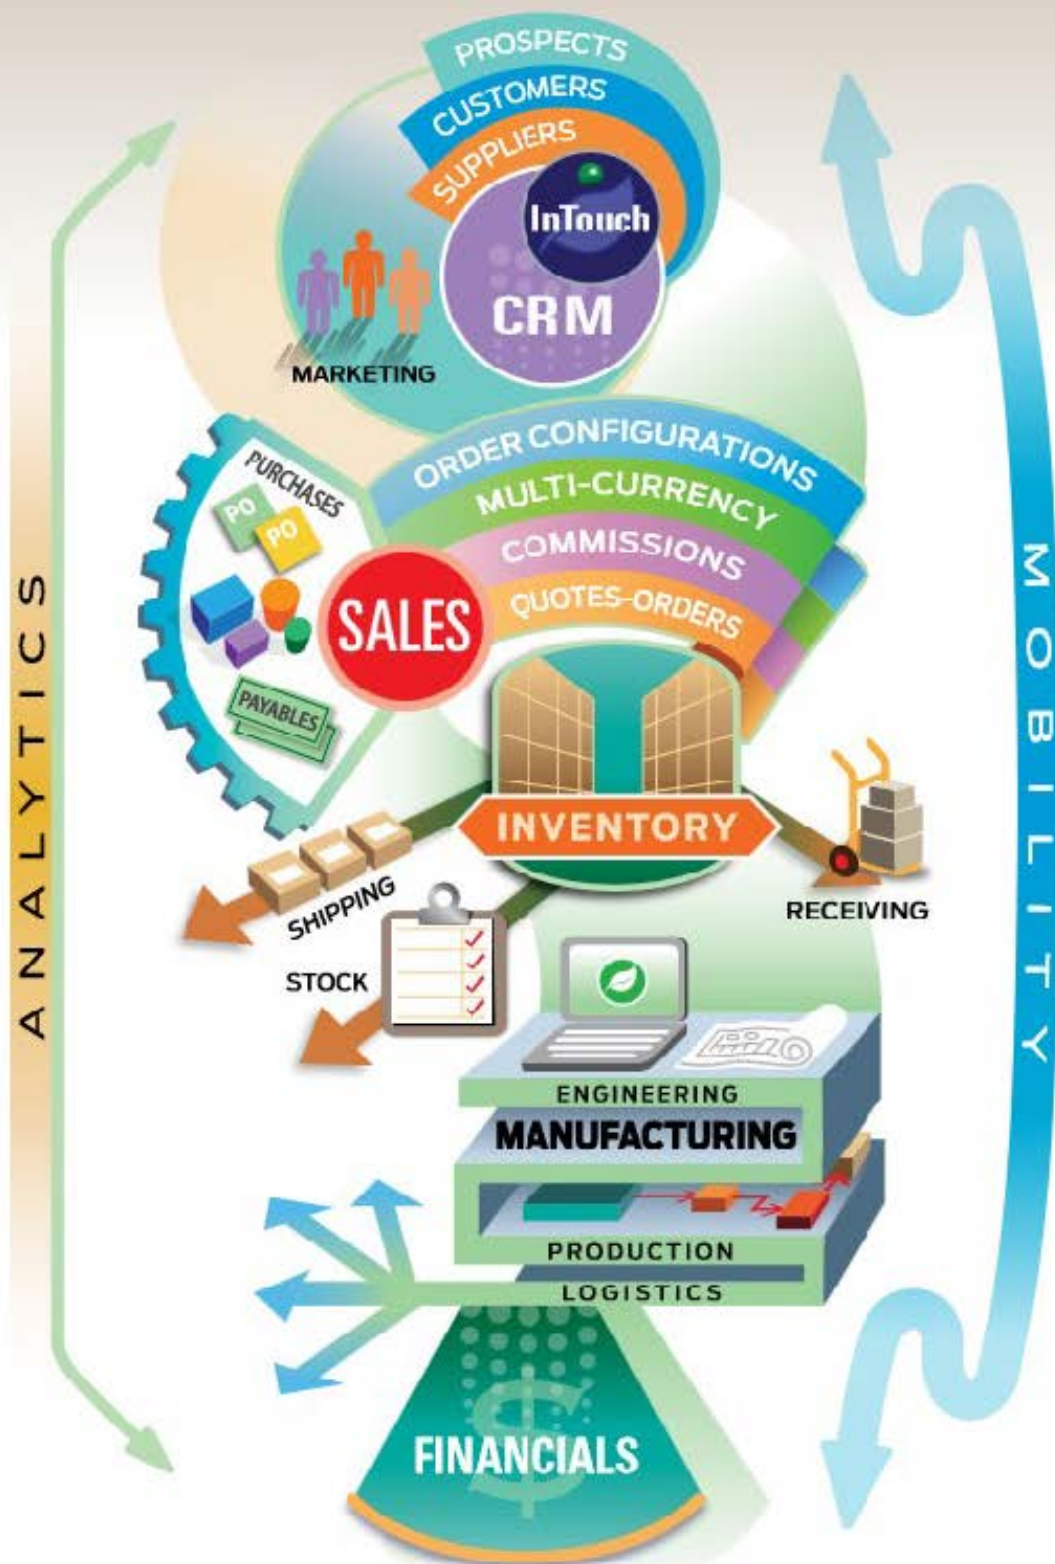 PROSPECTS
CUSTOMERS
SUPPLIERS
InTouch
CRM
MARKETING
ORDER CONFIGURATIONS
MULTI-CURRENCY
COMMISSIONS
QUOTES-ORDERS
PURCHASES
PO
PO
SALES
PAYABLES
INVENTORY
SHIPPING
RECEIVING
STOCK
ENGINEERING
MANUFACTURING
PRODUCTION
LOGISTICS
$
FINANCIALS
ANALYTICS
MOBILITY